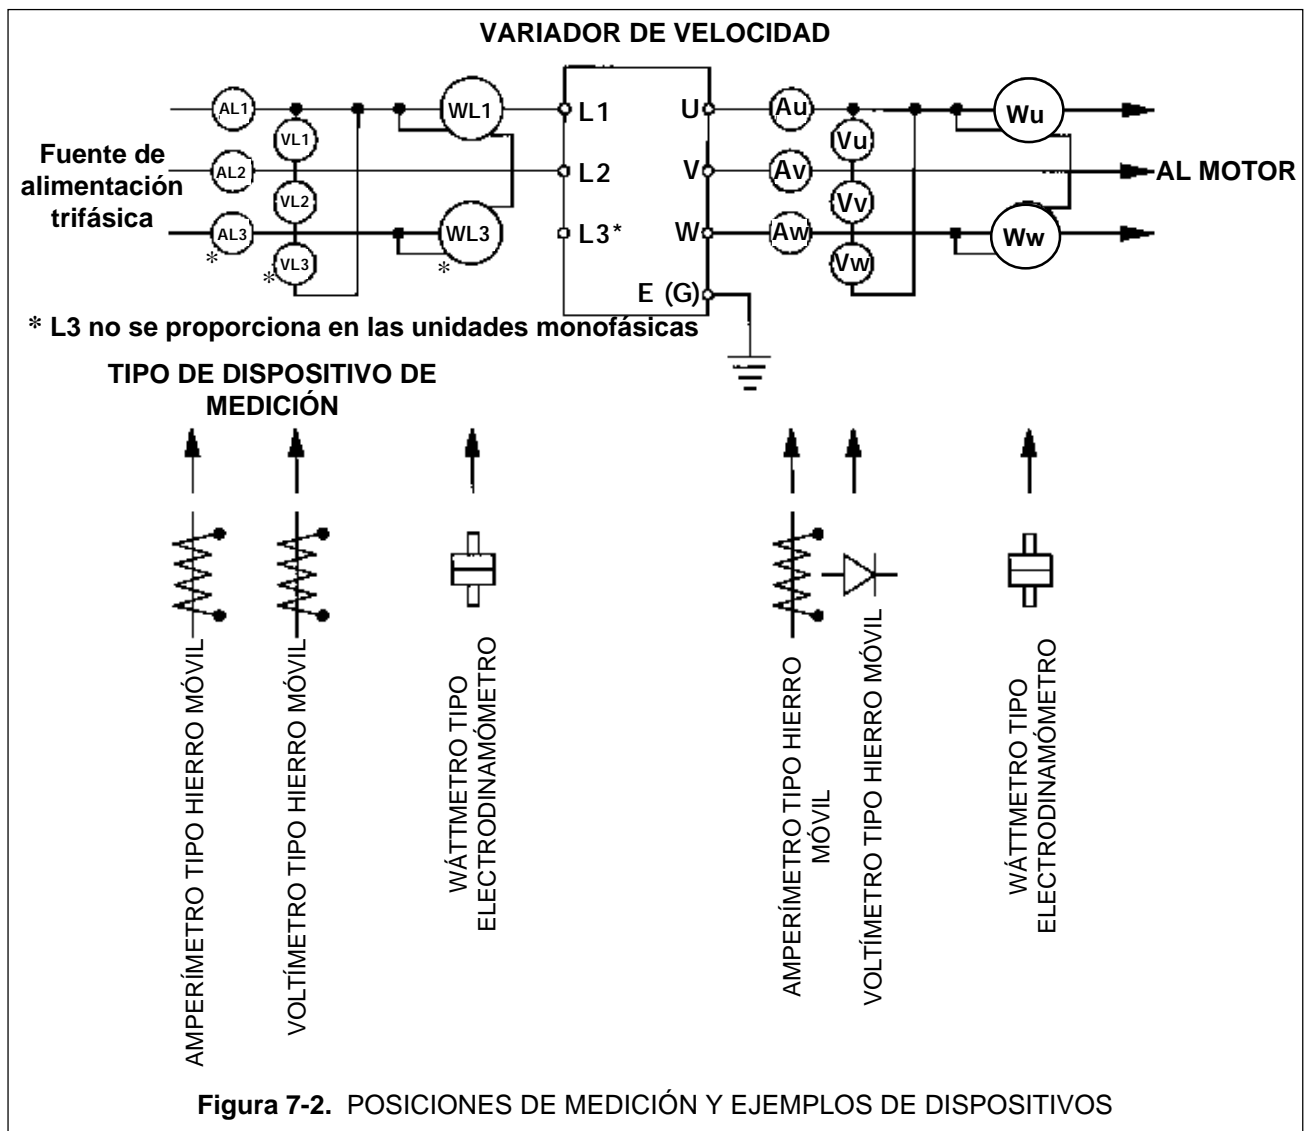 VARIADOR DE VELOCIDAD
AL1
VL1
WL1
L1
U
Au
Vu
Wu
Fuente de
alimentación
trifásica
AL2
VL2
L2
V
Av
Vv
AL MOTOR
AL3
*
VL3
*
WL3
*
L3*
W
Aw
Vw
Ww
E (G)
* L3 no se proporciona en las unidades monofásicas
TIPO DE DISPOSITIVO DE
MEDICIÓN
AMPERÍMETRO TIPO HIERRO MÓVIL
VOLTÍMETRO TIPO HIERRO MÓVIL
WÁTTMETRO TIPO
ELECTRODINAMÓMETRO
AMPERÍMETRO TIPO HIERRO
MÓVIL
VOLTÍMETRO TIPO HIERRO MÓVIL
WÁTTMETRO TIPO
ELECTRODINAMÓMETRO
Figura 7-2. POSICIONES DE MEDICIÓN Y EJEMPLOS DE DISPOSITIVOS